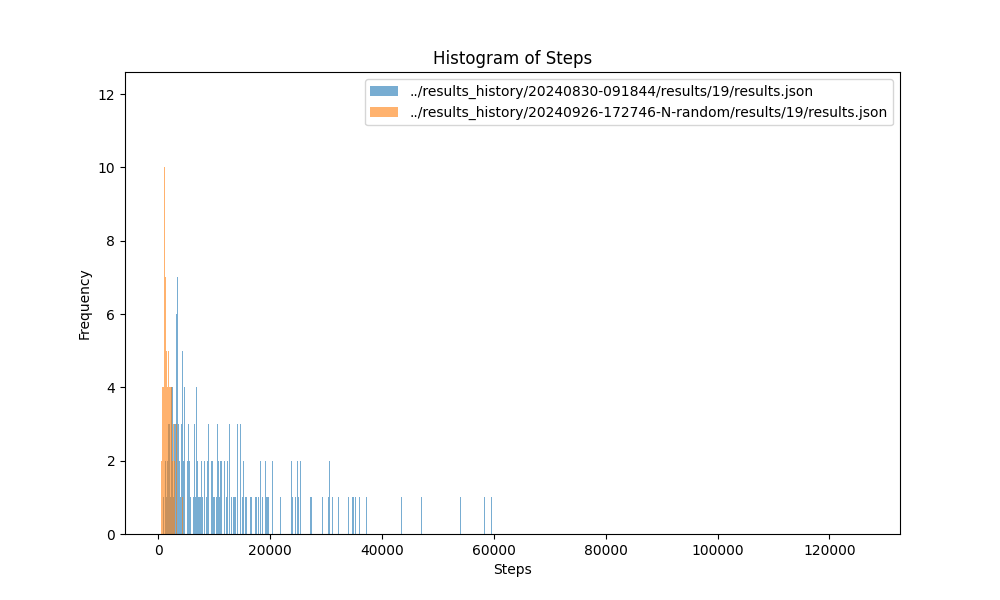 Histogram of Steps
../results_history/20240830-091844/results/19/results.json
../results_history/20240926-172746-N-random/results/19/results.json
Frequency
12
10
8
6
4
2
0
0 20000 40000 60000 80000 100000 120000
Steps